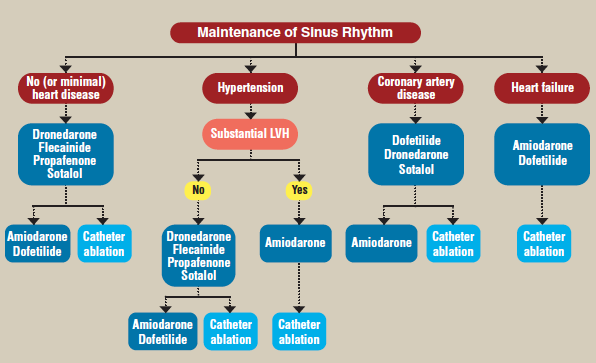 Maintenance of Sinus Rhythm
No (or minimal)
heart disease
Hypertension
Coronary artery
disease
Heart failure
Dronedarone
Flecainide
Propafenone
Sotalol
Substantial LVH
Dofetilide
Dronedarone
Sotalol
Amiodarone
Dofetilide
No
Yes
Amiodarone
Dofetilide
Catheter
ablation
Dronedarone
Flecainide
Propafenone
Sotalol
Amiodarone
Amiodarone
Catheter
ablation
Catheter
ablation
Amiodarone
Dofetilide
Catheter
ablation
Catheter
ablation